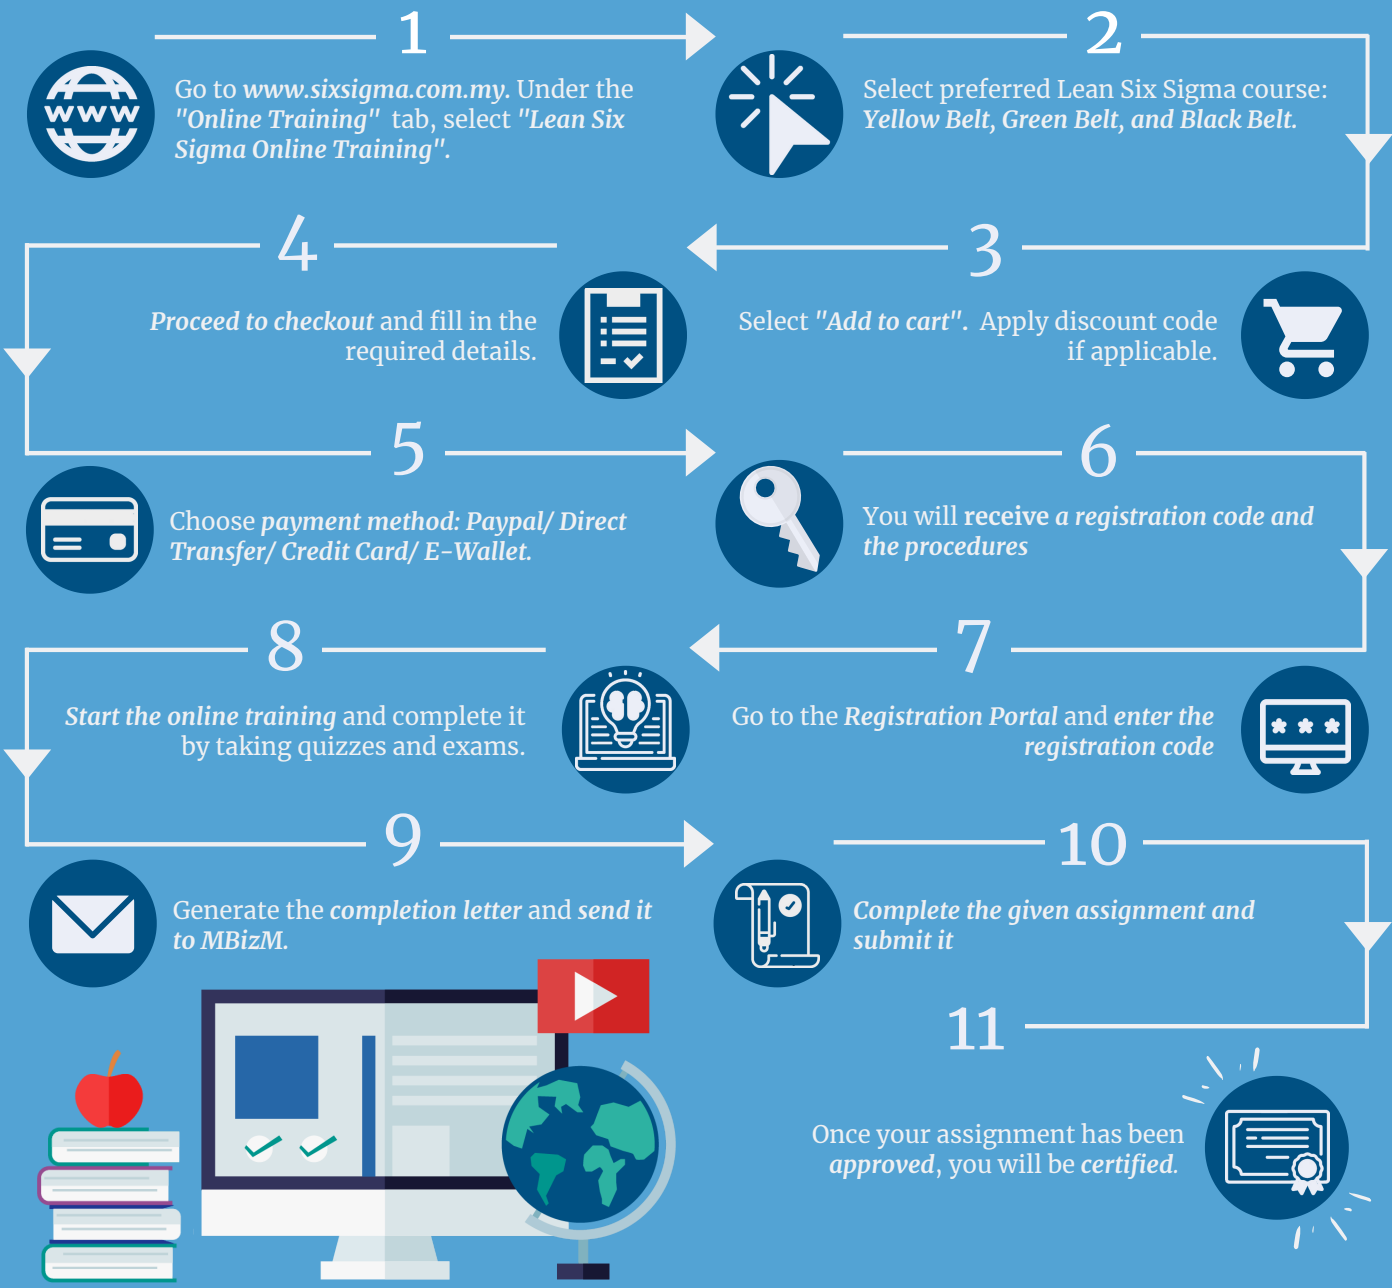 1
Go to www.sixsigma.com.my. Under the
"Online Training" tab, select "Lean Six
Sigma Online Training".
www
2
Select preferred Lean Six Sigma course:
Yellow Belt, Green Belt, and Black Belt.
3
Select "Add to cart". Apply discount code
if applicable.
4
Proceed to checkout and fill in the
required details.
5
Choose payment method: Paypal/ Direct
Transfer/ Credit Card/ E-Wallet.
6
You will receive a registration code and
the procedures
7
Go to the Registration Portal and enter the
registration code
* * *
8
Start the online training and complete it
by taking quizzes and exams.
9
Generate the completion letter and send it
to MBizM.
10
Complete the given assignment and
submit it
11
Once your assignment has been
approved, you will be certified.